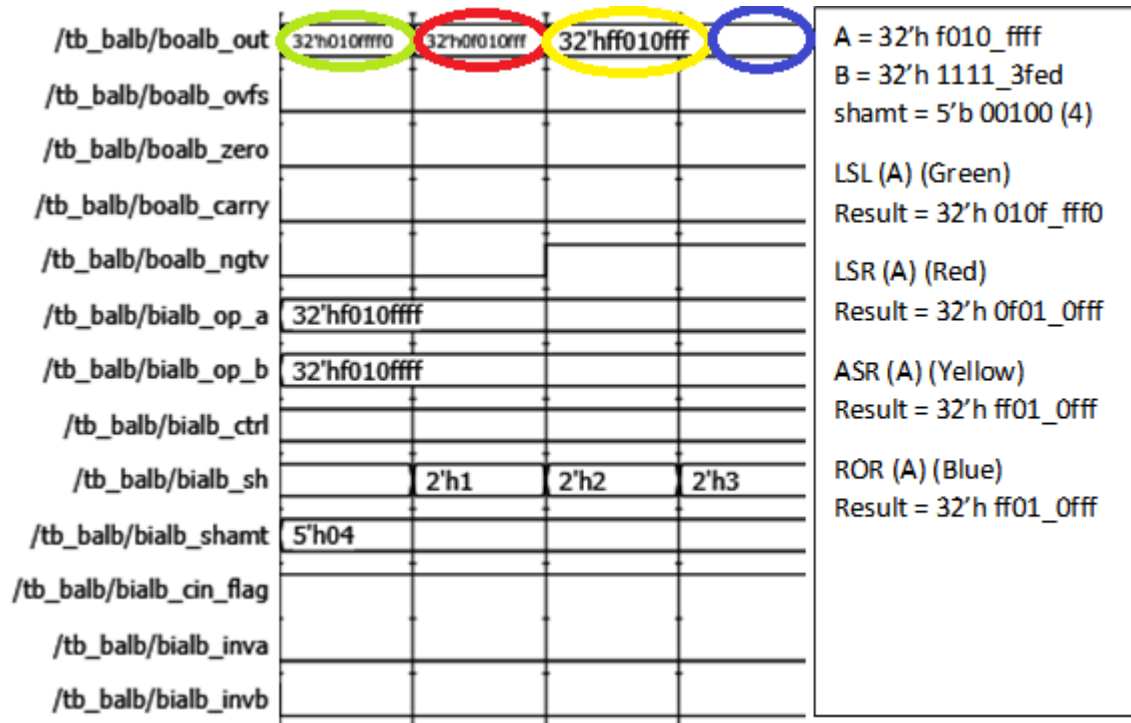 /tb_balb/boalb_out 32'h010ffff0 32'h0f010fff 32'hff010fff
/tb_balb/boalb_ovfs
/tb_balb/boalb_zero
/tb_balb/boalb_carry
/tb_balb/boalb_ngtv
/tb_balb/bialb_op_a 32'hf010ffff
/tb_balb/bialb_op_b 32'hf010ffff
/tb_balb/bialb_ctrl
/tb_balb/bialb_sh 2'h1 2'h2 2'h3
/tb_balb/bialb_shamt 5'h04
/tb_balb/bialb_cin_flag
/tb_balb/bialb_inva
/tb_balb/bialb_invb
A = 32'h f010_ffff
B = 32'h 1111_3fed
shamt = 5'b 00100 (4)
LSL (A) (Green)
Result = 32'h 010f_fff0
LSR (A) (Red)
Result = 32'h 0f01_0fff
ASR (A) (Yellow)
Result = 32'h ff01_0fff
ROR (A) (Blue)
Result = 32'h ff01_0fff